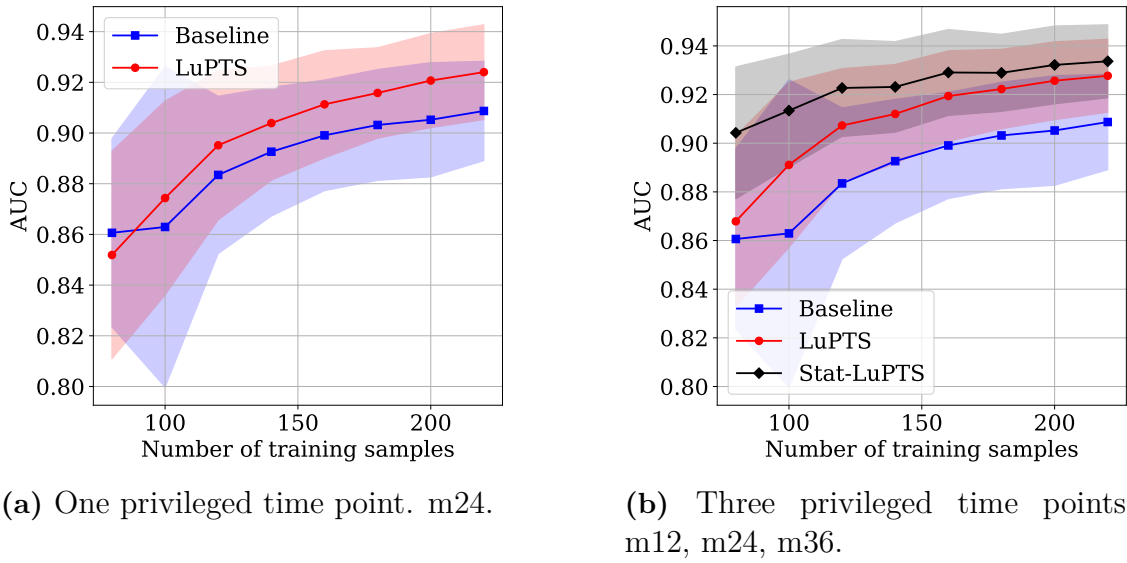 0.94
0.92
0.90
0.88
0.86
0.84
0.82
0.80
AUC
Baseline
LuPTS
100
150
200
Number of training samples
(a) One privileged time point. m24.
0.94
0.92
0.90
0.88
0.86
0.84
0.82
0.80
AUC
Baseline
LuPTS
Stat-LuPTS
100
150
200
Number of training samples
(b) Three privileged time points
m12, m24, m36.